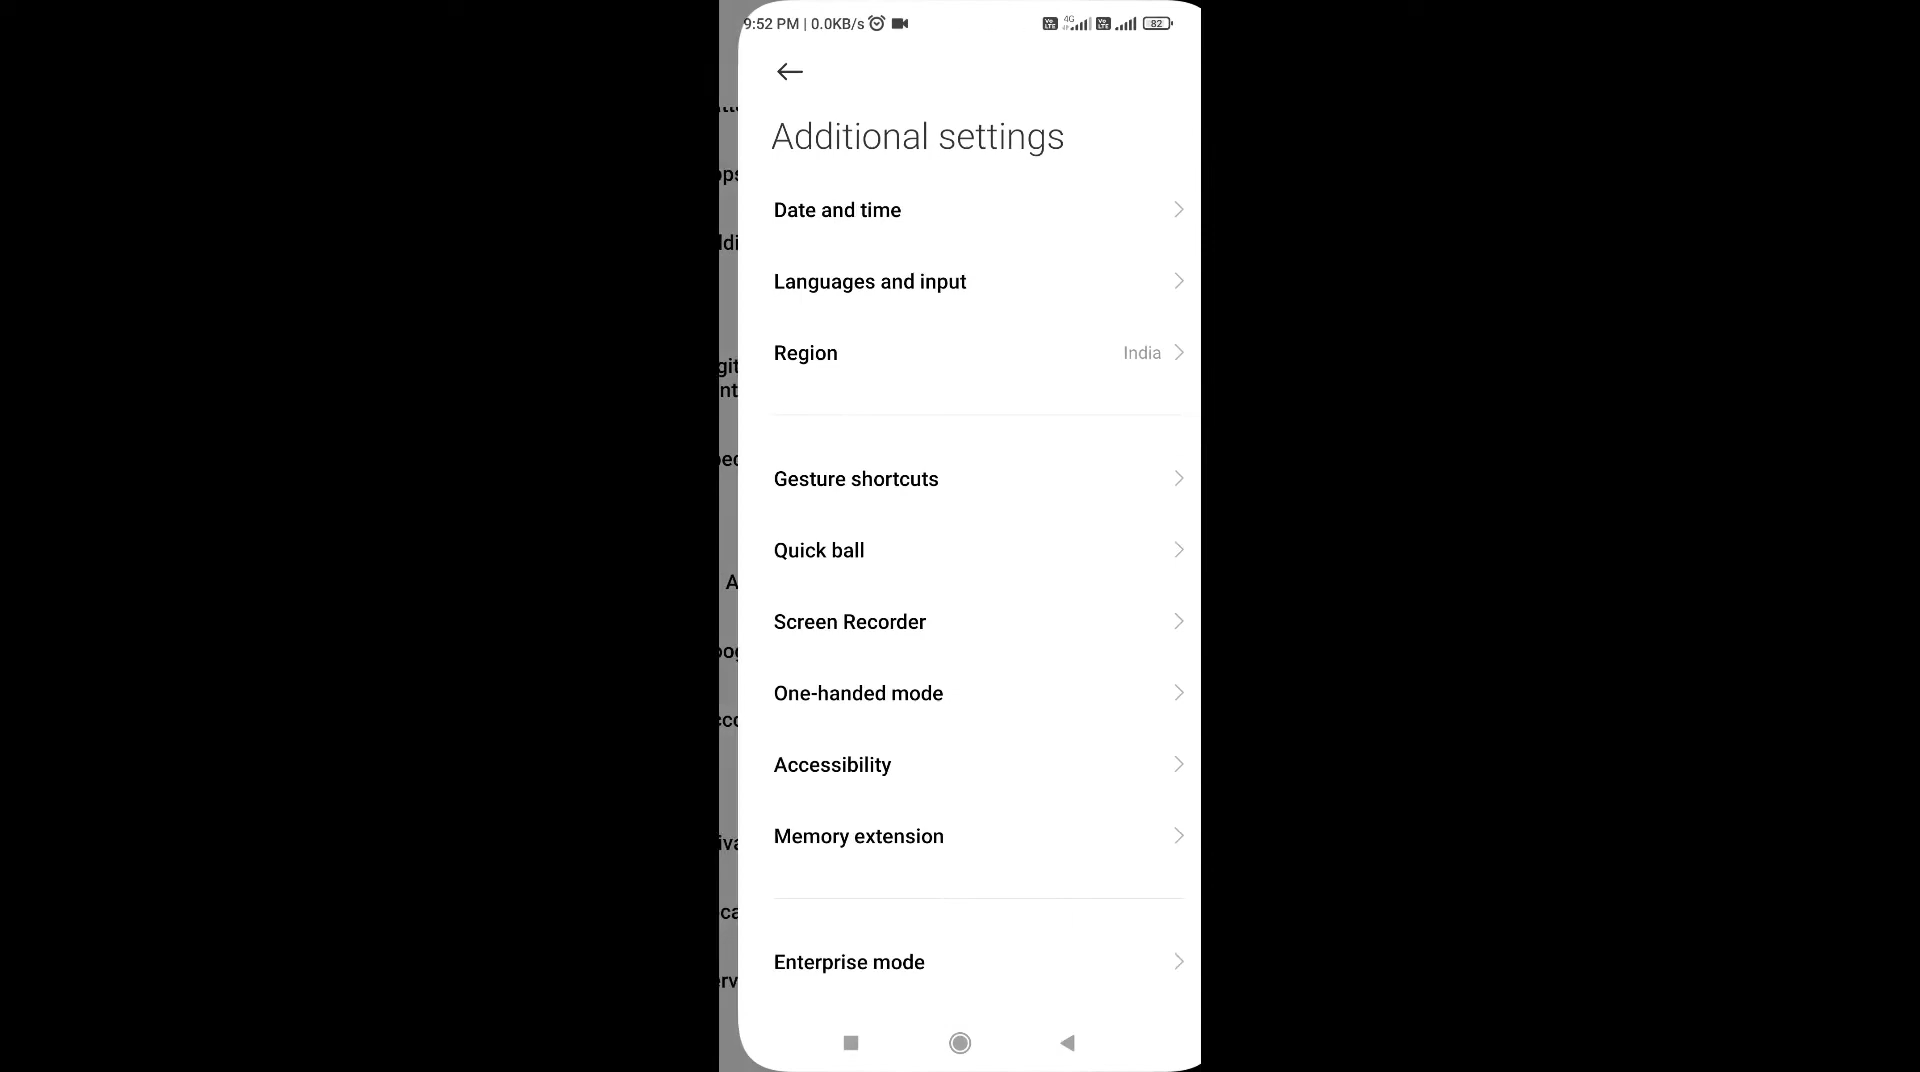 9:52 PM | 0.0KB/s 4G 82
Additional settings
Date and time
Languages and input
Region India
Gesture shortcuts
Quick ball
Screen Recorder
One-handed mode
Accessibility
Memory extension
Enterprise mode